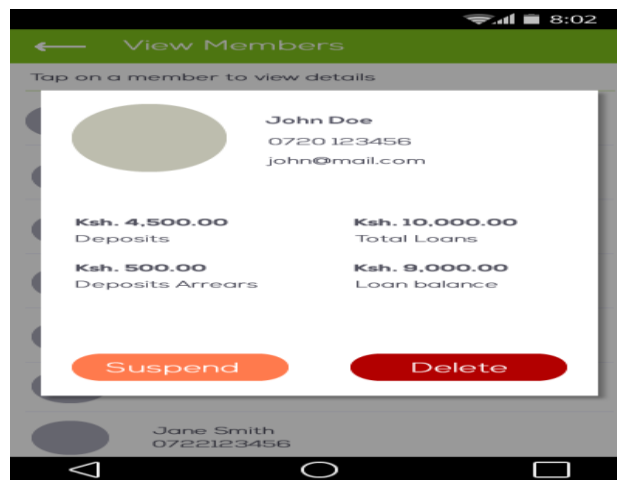 8:02
View Members
Tap on a member to view details
John Doe
0720 123456
john@mail.com
Ksh. 4,500.00
Deposits
Ksh. 10,000.00
Total Loans
Ksh. 500.00
Deposits Arrears
Ksh. 9,000.00
Loan balance
Suspend
Delete
Jane Smith
0722123456